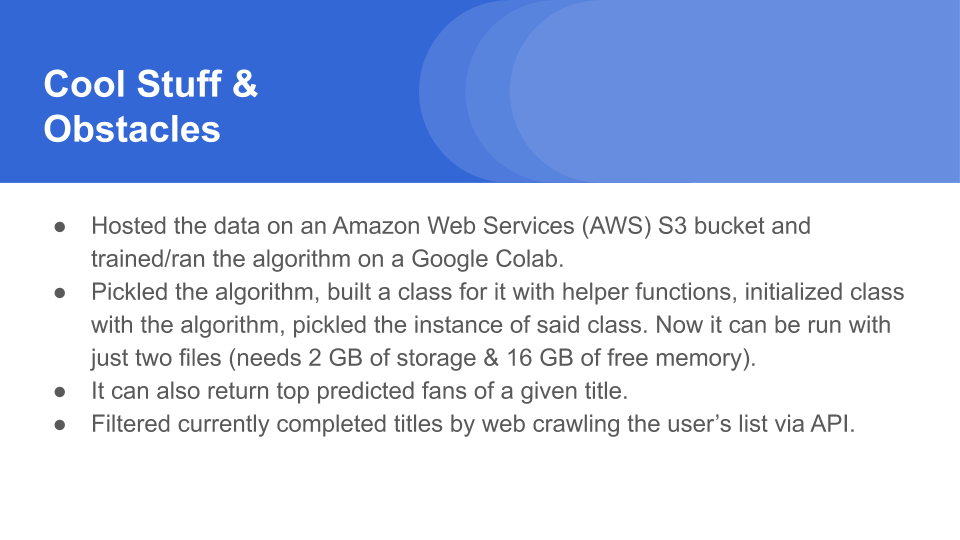 Cool Stuff &
Obstacles
● Hosted the data on an Amazon Web Services (AWS) S3 bucket and
trained/ran the algorithm on a Google Colab.
● Pickled the algorithm, built a class for it with helper functions, initialized class
with the algorithm, pickled the instance of said class. Now it can be run with
just two files (needs 2 GB of storage & 16 GB of free memory).
● It can also return top predicted fans of a given title.
● Filtered currently completed titles by web crawling the user’s list via API.